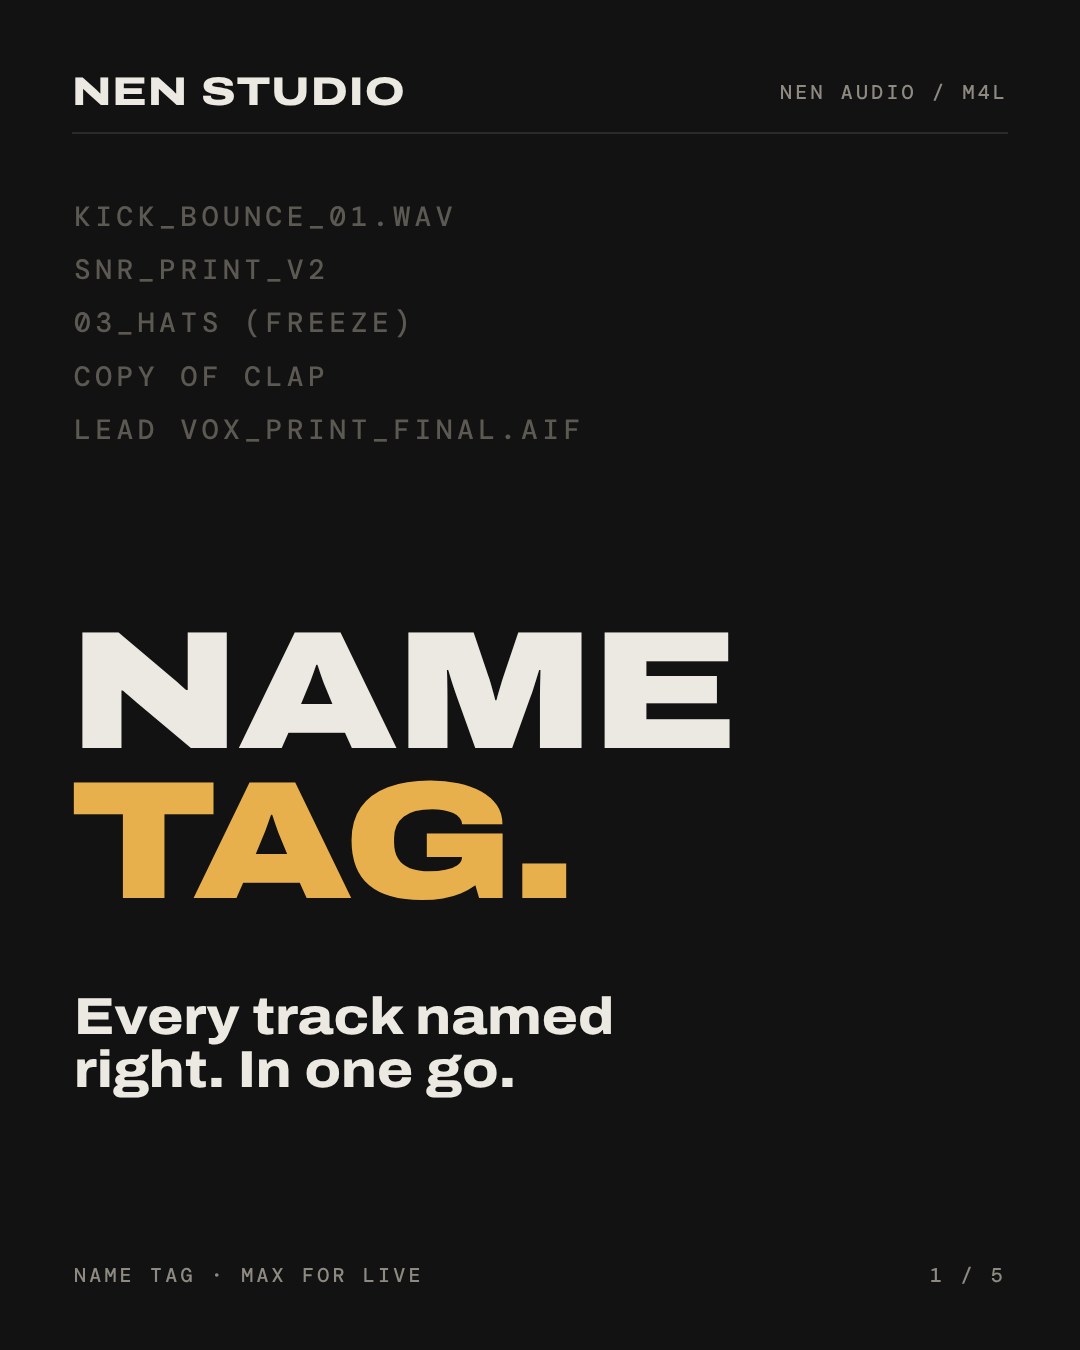 NEN STUDIO
NEN AUDIO / M4L
KICK_BOUNCE_01.WAV
SNR_PRINT_V2
03_HATS (FREEZE)
COPY OF CLAP
LEAD VOX_PRINT_FINAL.AIF
NAME
TAG.
Every track named
right. In one go.
NAME TAG · MAX FOR LIVE
1 / 5